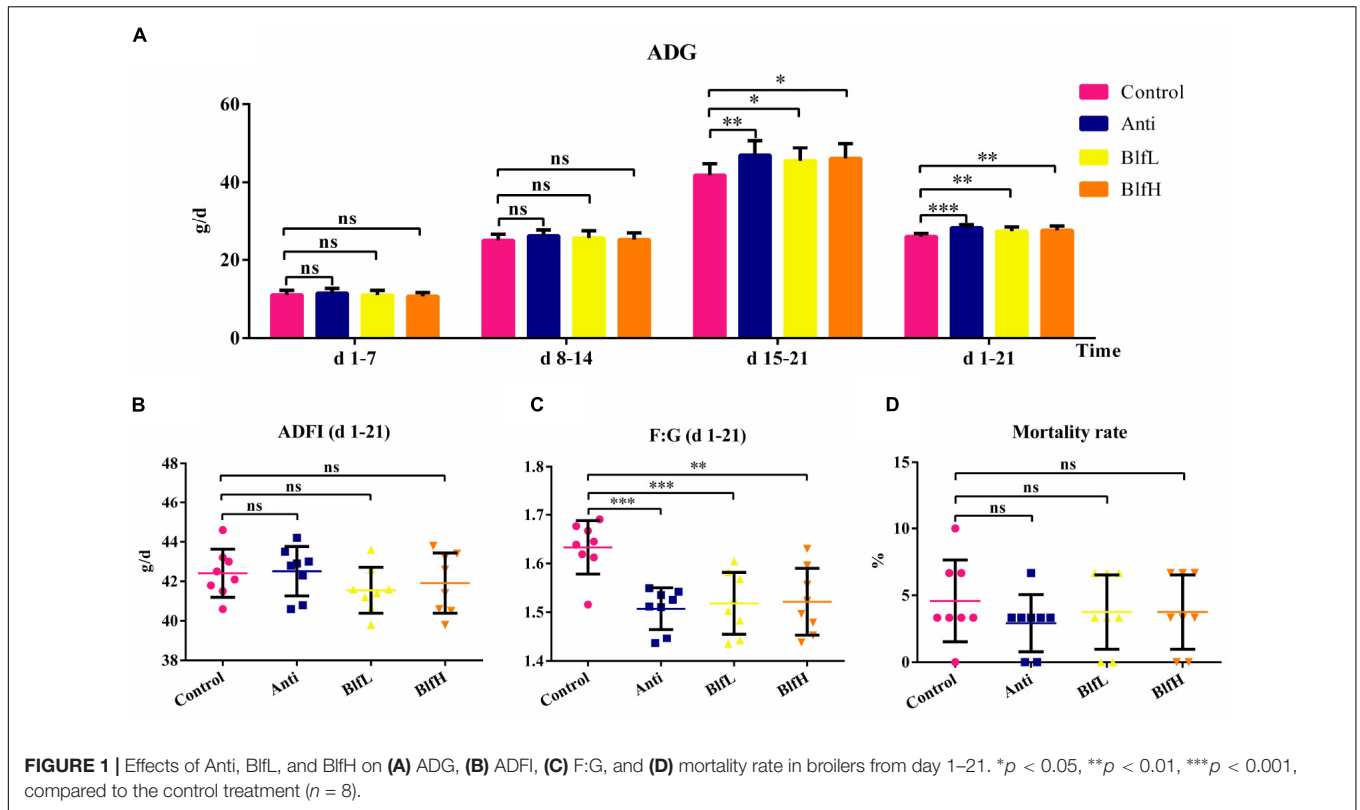 A
ADG
Control
Anti
BlfL
BlfH
g/d
60
40
20
0
ns
ns
ns
ns
ns
ns
*
*
**
**
**
***
d 1-7
d 8-14
d 15-21
d 1-21
Time
B
ADFI (d 1-21)
g/d
48
46
44
42
40
38
ns
ns
ns
Control
Anti
BlfL
BlfH
C
F:G (d 1-21)
1.8
1.7
1.6
1.5
1.4
**
***
***
Control
Anti
BlfL
BlfH
D
Mortality rate
%
15
10
5
0
ns
ns
ns
Control
Anti
BlfL
BlfH
FIGURE 1 | Effects of Anti, BlfL, and BlfH on (A) ADG, (B) ADFI, (C) F:G, and (D) mortality rate in broilers from day 1–21. *p < 0.05, **p < 0.01, ***p < 0.001,
compared to the control treatment (n = 8).